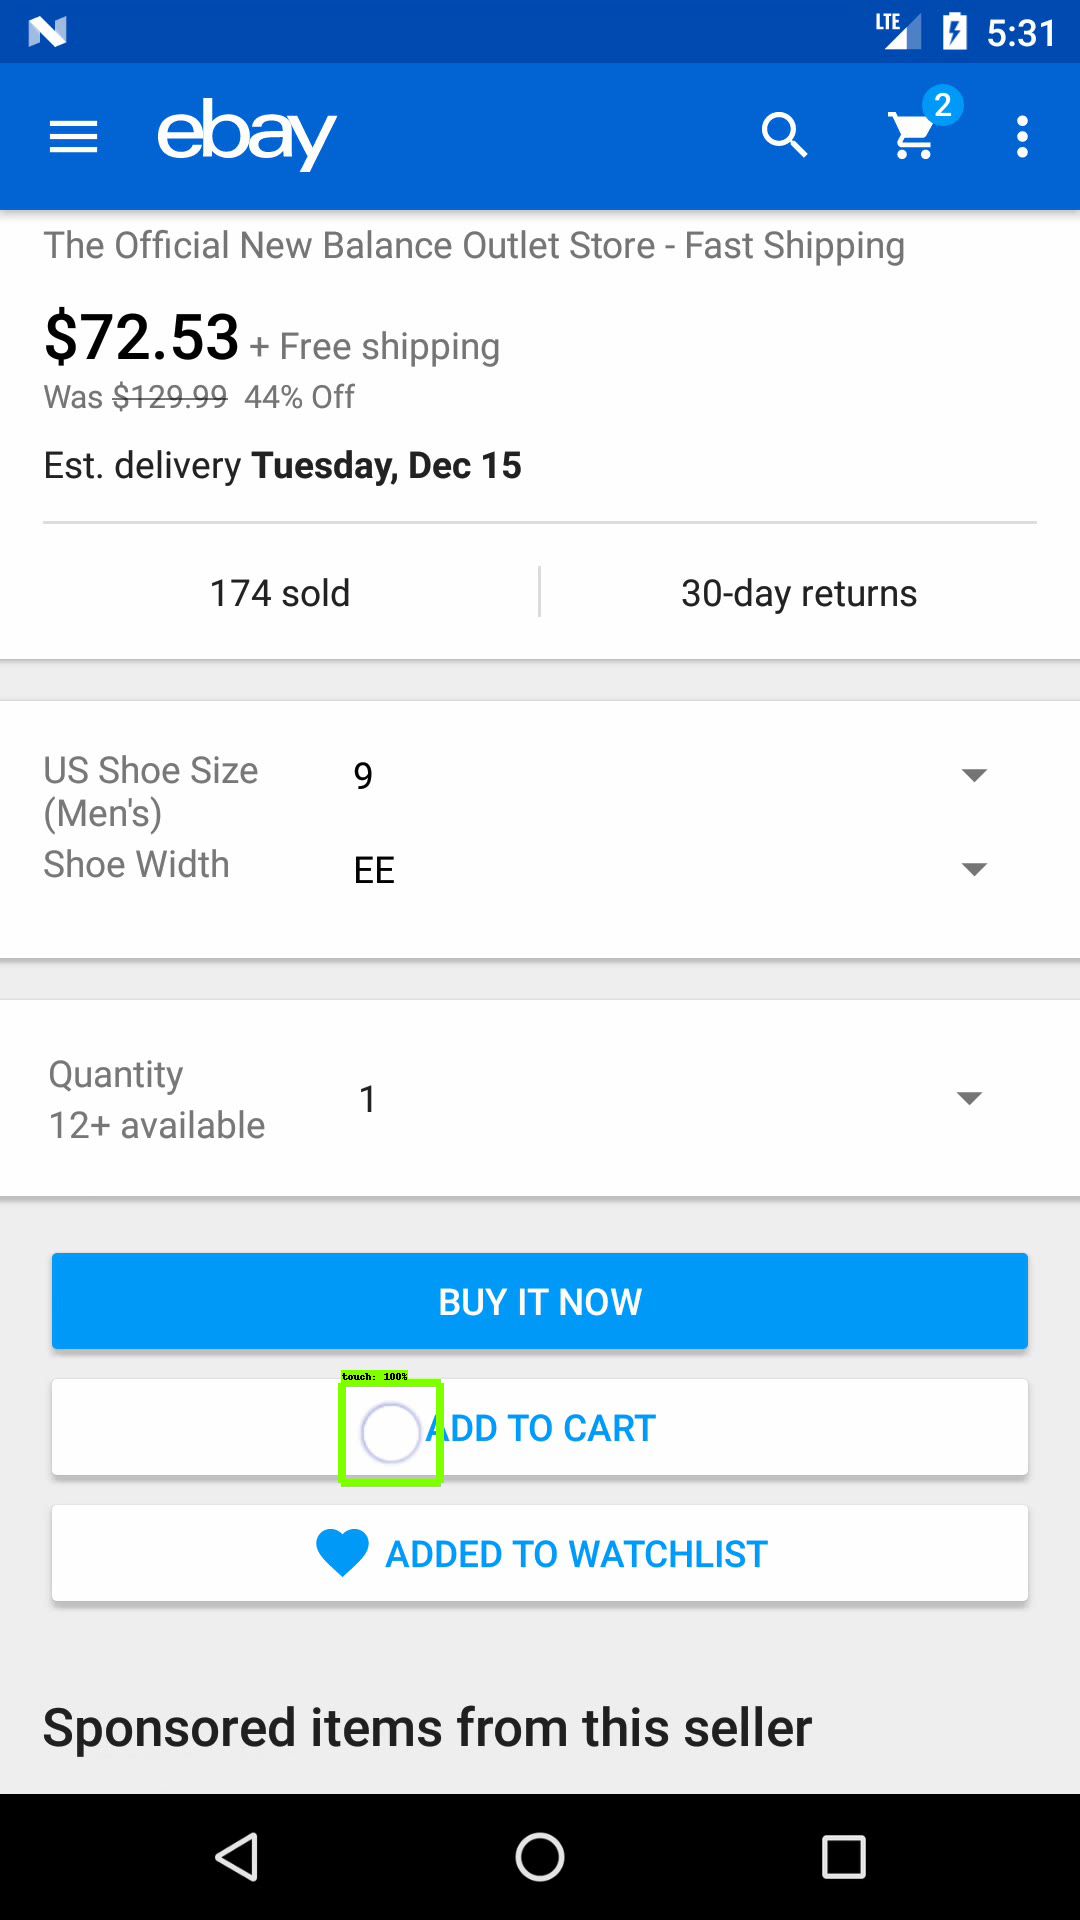 LTE 5:31
ebay 2
The Official New Balance Outlet Store - Fast Shipping
$72.53 + Free shipping
Was $129.99 44% Off
Est. delivery Tuesday, Dec 15
174 sold 30-day returns
US Shoe Size 9
(Men's)
Shoe Width EE
Quantity 1
12+ available
BUY IT NOW
touch: 100%
ADD TO CART
ADDED TO WATCHLIST
Sponsored items from this seller